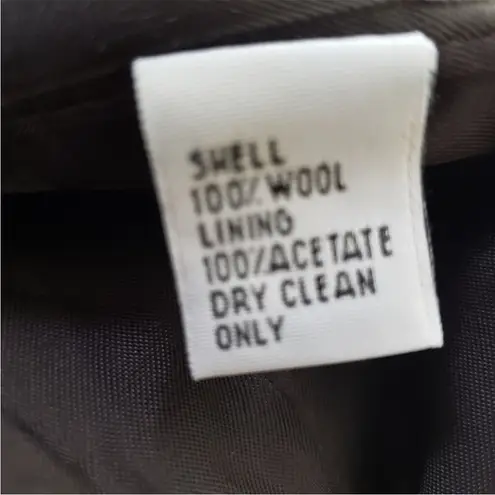 SHELL
100% WOOL
LINING
100% ACETATE
DRY CLEAN
ONLY